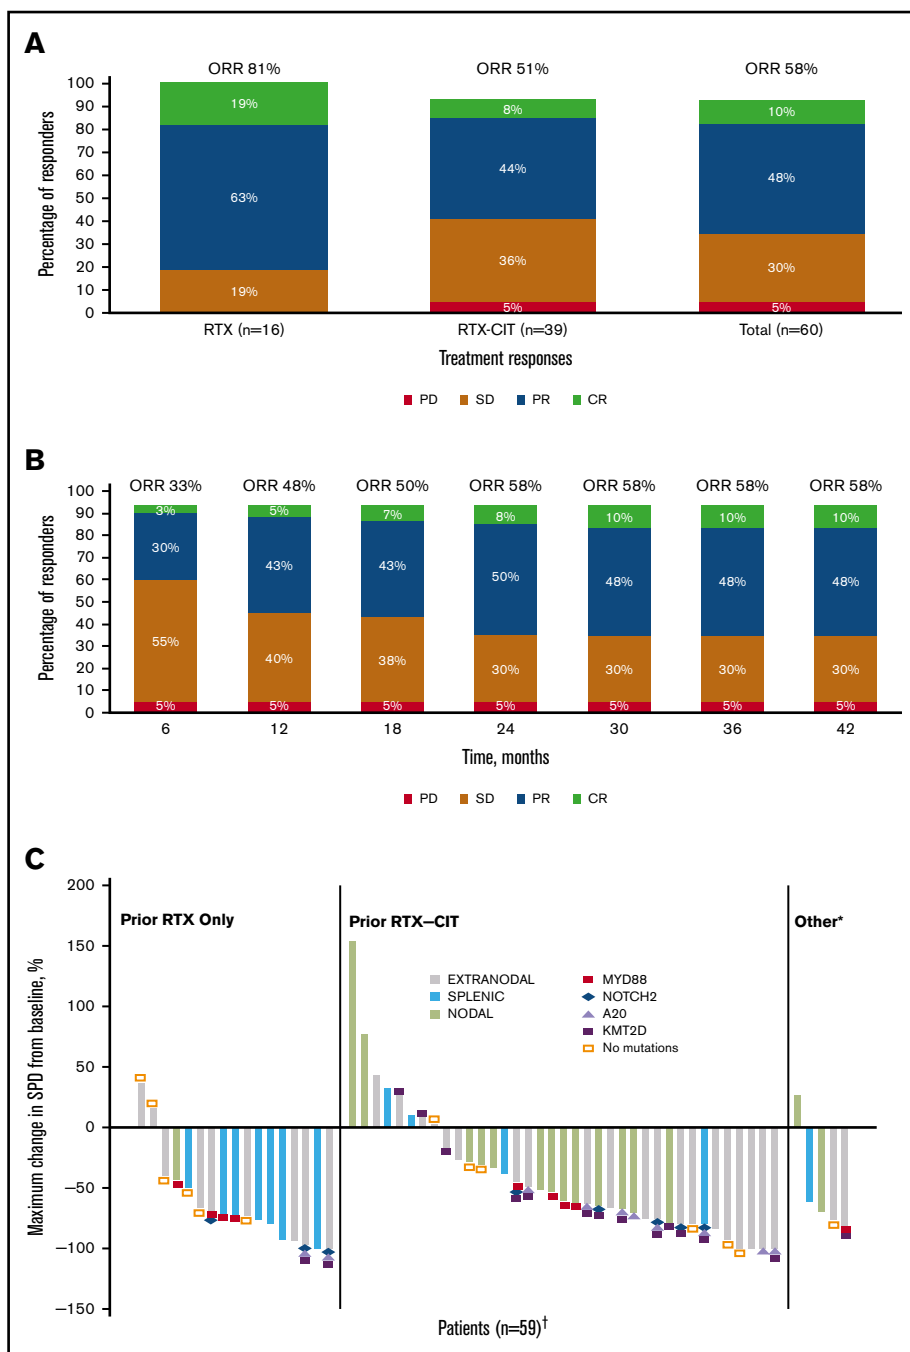 A
ORR 81%
ORR 51%
ORR 58%
Percentage of responders
100
90
80
70
60
50
40
30
20
10
0
19%
63%
19%
8%
44%
36%
5%
10%
48%
30%
5%
RTX (n=16)
RTX-CIT (n=39)
Total (n=60)
Treatment responses
PD
SD
PR
CR
B
ORR 33%
ORR 48%
ORR 50%
ORR 58%
ORR 58%
ORR 58%
ORR 58%
Percentage of responders
100
90
80
70
60
50
40
30
20
10
0
3%
30%
55%
5%
5%
43%
40%
5%
7%
43%
38%
5%
8%
50%
30%
5%
10%
48%
30%
5%
10%
48%
30%
5%
10%
48%
30%
5%
6
12
18
24
30
36
42
Time, months
PD
SD
PR
CR
C
Maximum change in SPD from baseline, %
200
150
100
50
0
−50
−100
−150
Prior RTX Only
Prior RTX–CIT
Other*
EXTRANODAL
SPLENIC
NODAL
MYD88
NOTCH2
A20
KMT2D
No mutations
Patients (n=59)†